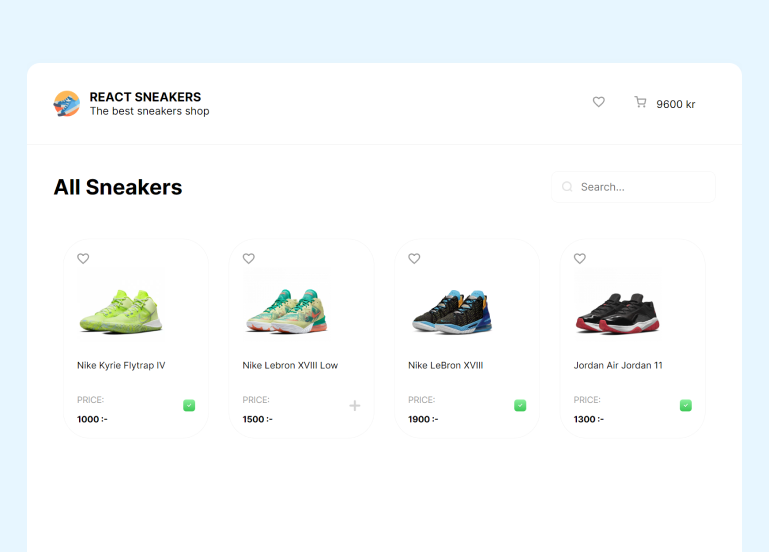 REACT SNEAKERS
The best sneakers shop
9600 kr
All Sneakers
Search...
Nike Kyrie Flytrap IV
PRICE:
1000 :-
Nike Lebron XVIII Low
PRICE:
1500 :-
Nike LeBron XVIII
PRICE:
1900 :-
Jordan Air Jordan 11
PRICE:
1300 :-